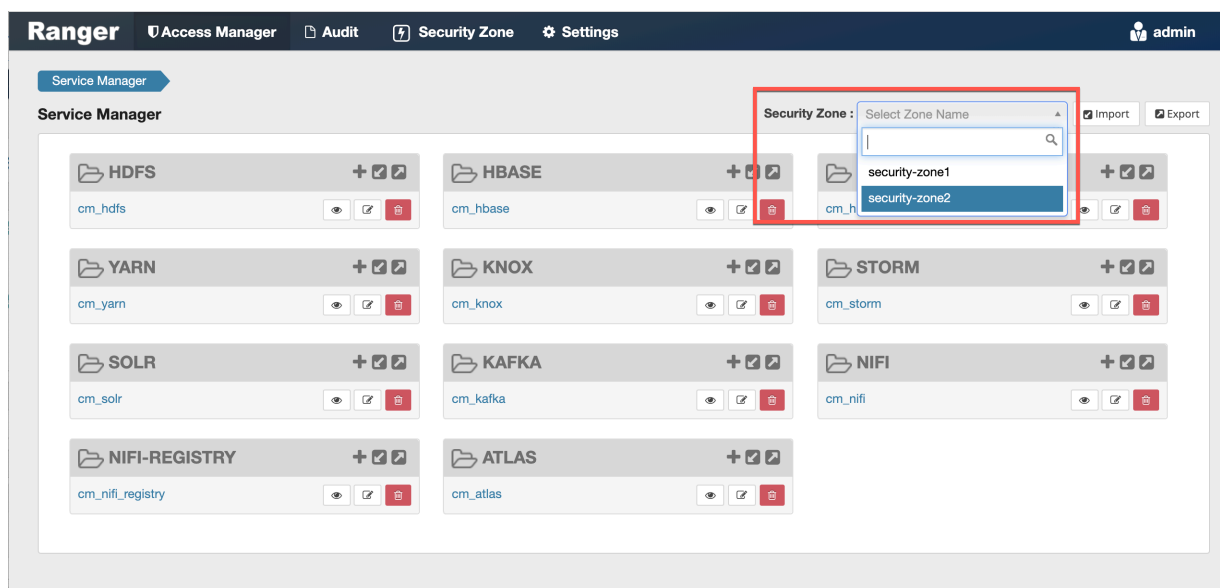 Ranger Access Manager Audit Security Zone Settings admin
Service Manager
Service Manager Security Zone : Select Zone Name Import Export
security-zone1
security-zone2
HDFS HBASE
cm_hdfs cm_hbase cm_h
YARN KNOX STORM
cm_yarn cm_knox cm_storm
SOLR KAFKA NIFI
cm_solr cm_kafka cm_nifi
NIFI-REGISTRY ATLAS
cm_nifi_registry cm_atlas